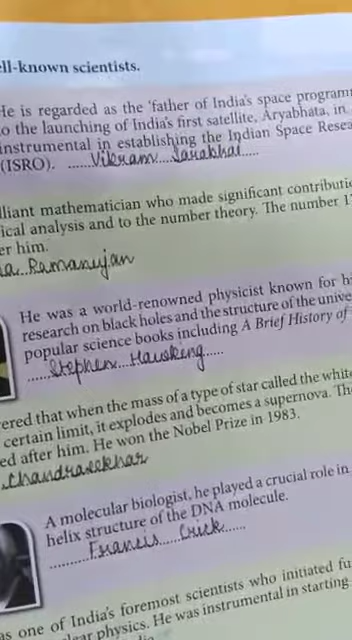 ell-known scientists.
He is regarded as the 'father of India's space program
to the launching of India's first satellite, Aryabhata, in
instrumental in establishing the Indian Space Resea
(ISRO). ......Vikram....Sarabhai.....
lliant mathematician who made significant contributi
ical analysis and to the number theory. The number 1
er him.
a...Ramanujan
He was a world-renowned physicist known for h
research on black holes and the structure of the unive
popular science books including A Brief History of
......Stephen....Hawking.....
ered that when the mass of a type of star called the white
certain limit, it explodes and becomes a supernova. Th
ed after him. He won the Nobel Prize in 1983.
.Chandrasekhar
A molecular biologist, he played a crucial role in
helix structure of the DNA molecule.
..........Francis.....Crick......
as one of India's foremost scientists who initiated fu
lear physics. He was instrumental in starting